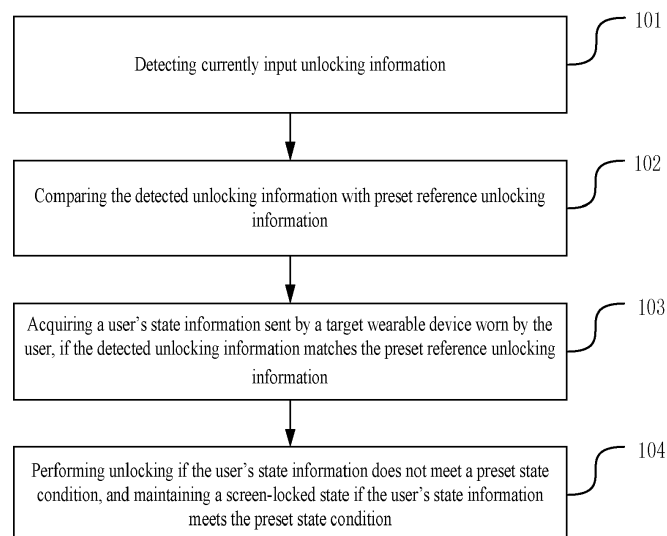 Detecting currently input unlocking information
101
Comparing the detected unlocking information with preset reference unlocking
information
102
Acquiring a user's state information sent by a target wearable device worn by the
user, if the detected unlocking information matches the preset reference unlocking
information
103
Performing unlocking if the user's state information does not meet a preset state
condition, and maintaining a screen-locked state if the user's state information
meets the preset state condition
104